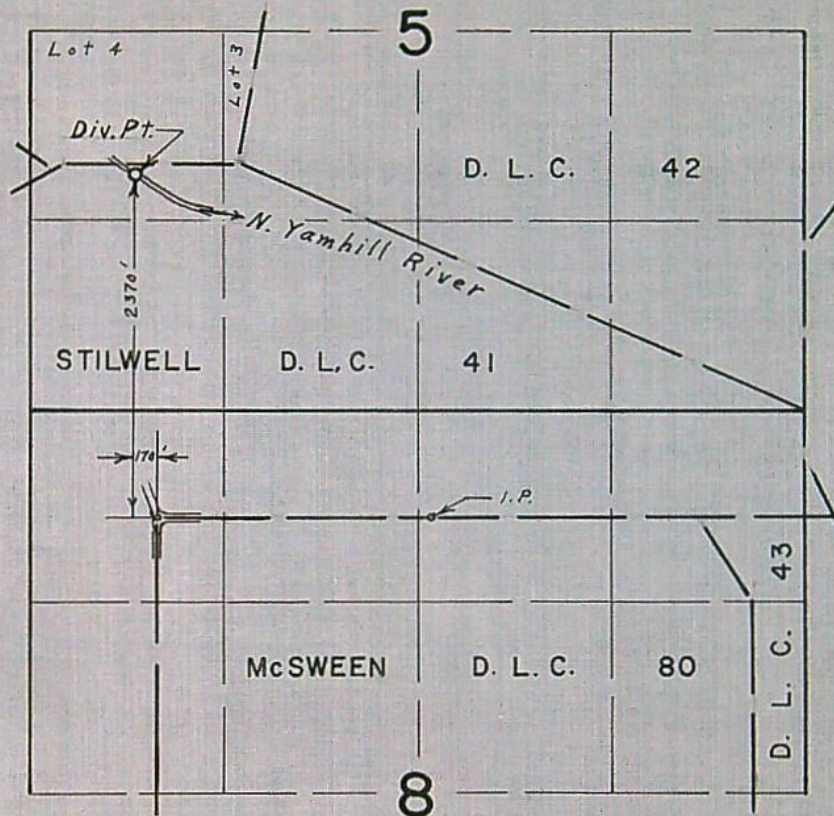 5
Lot 4
Lot 3
Div. Pt.
D. L. C. 42
N. Yamhill River
2370'
STILWELL D. L. C. 41
170'
I.P.
43
D. L. C.
McSWEEN D. L. C. 80
8